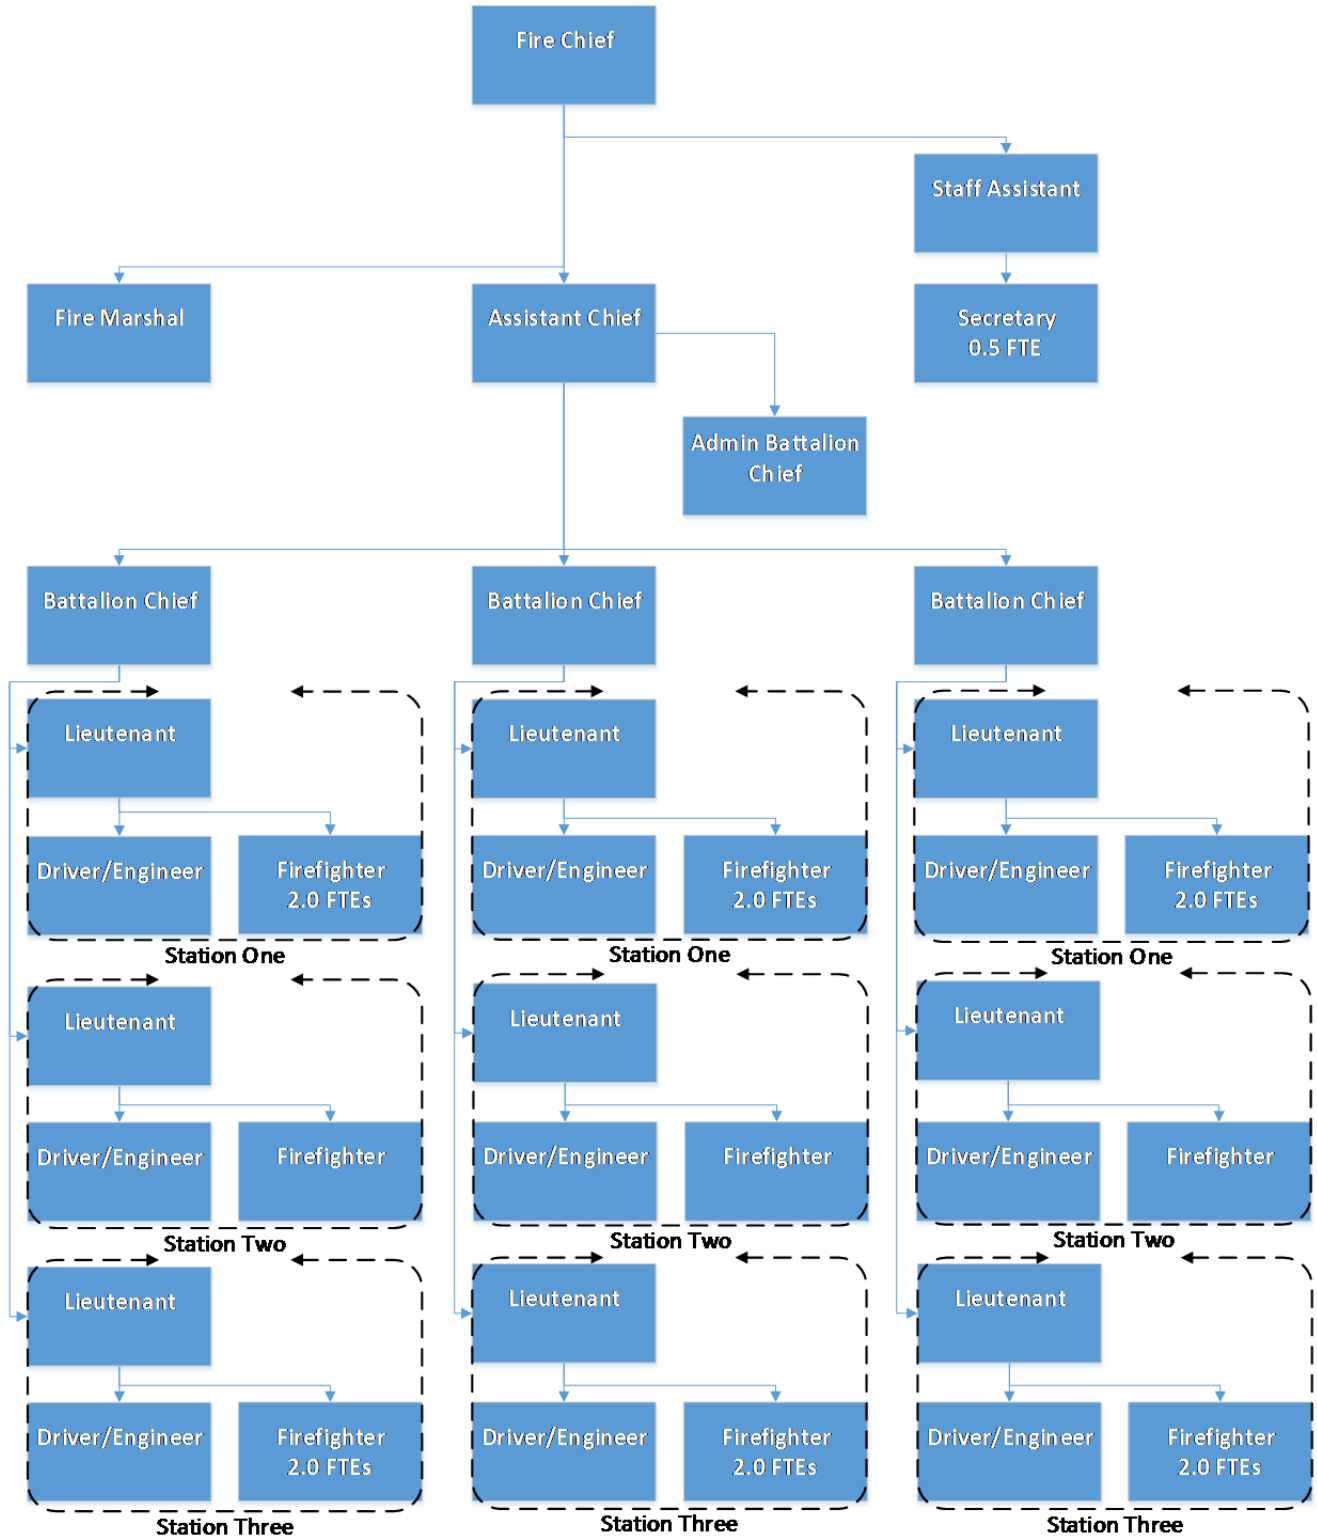 Fire Chief
Staff Assistant
Fire Marshal
Assistant Chief
Secretary
0.5 FTE
Admin Battalion
Chief
Battalion Chief
Battalion Chief
Battalion Chief
Lieutenant
Lieutenant
Lieutenant
Driver/Engineer
Firefighter
2.0 FTEs
Driver/Engineer
Firefighter
2.0 FTEs
Driver/Engineer
Firefighter
2.0 FTEs
Station One
Station One
Station One
Lieutenant
Lieutenant
Lieutenant
Driver/Engineer
Firefighter
Driver/Engineer
Firefighter
Driver/Engineer
Firefighter
Station Two
Station Two
Station Two
Lieutenant
Lieutenant
Lieutenant
Driver/Engineer
Firefighter
2.0 FTEs
Driver/Engineer
Firefighter
2.0 FTEs
Driver/Engineer
Firefighter
2.0 FTEs
Station Three
Station Three
Station Three